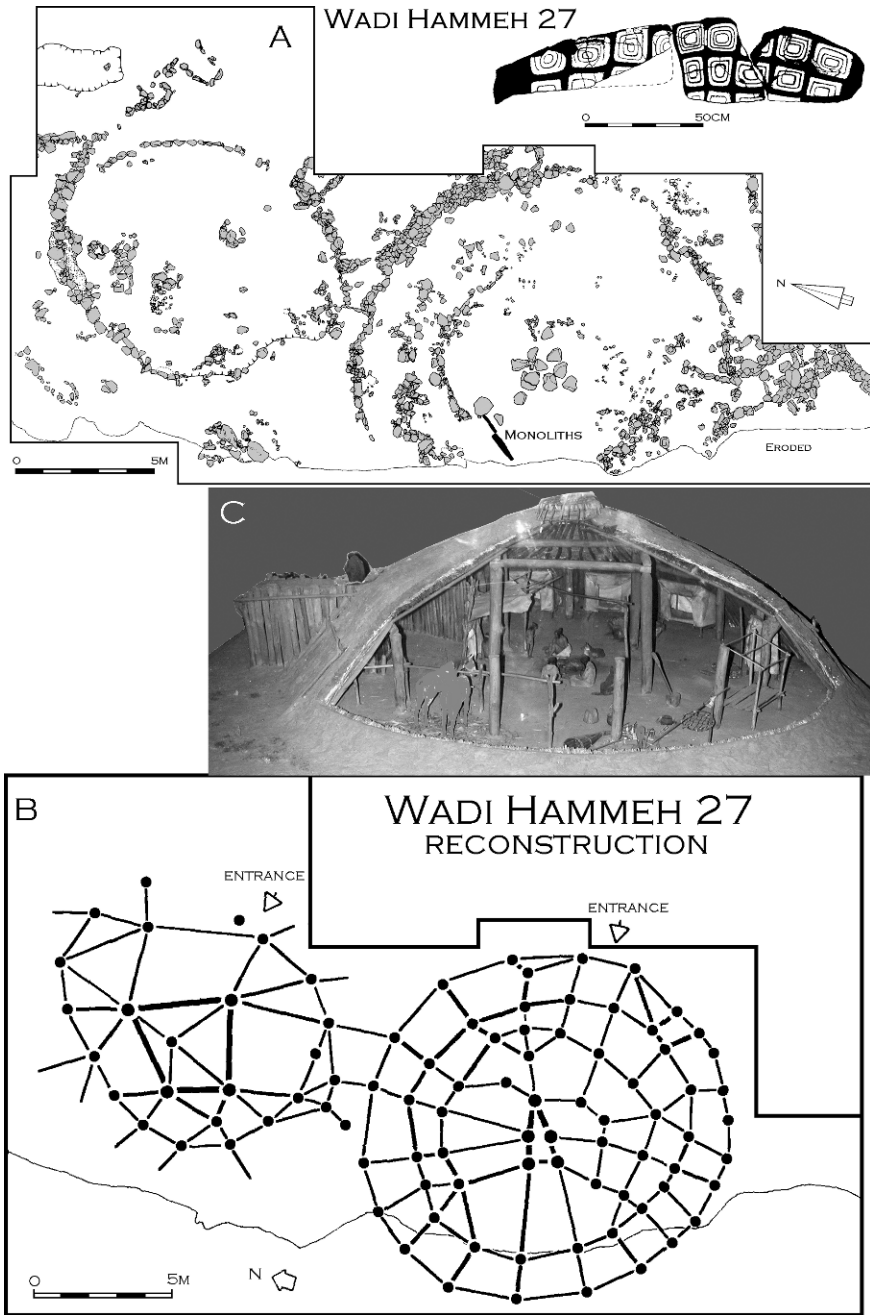 A
WADI HAMMEH 27
0 50CM
N
MONOLITHS
ERODED
0 5M
C
B
WADI HAMMEH 27
RECONSTRUCTION
ENTRANCE
ENTRANCE
0 5M
N